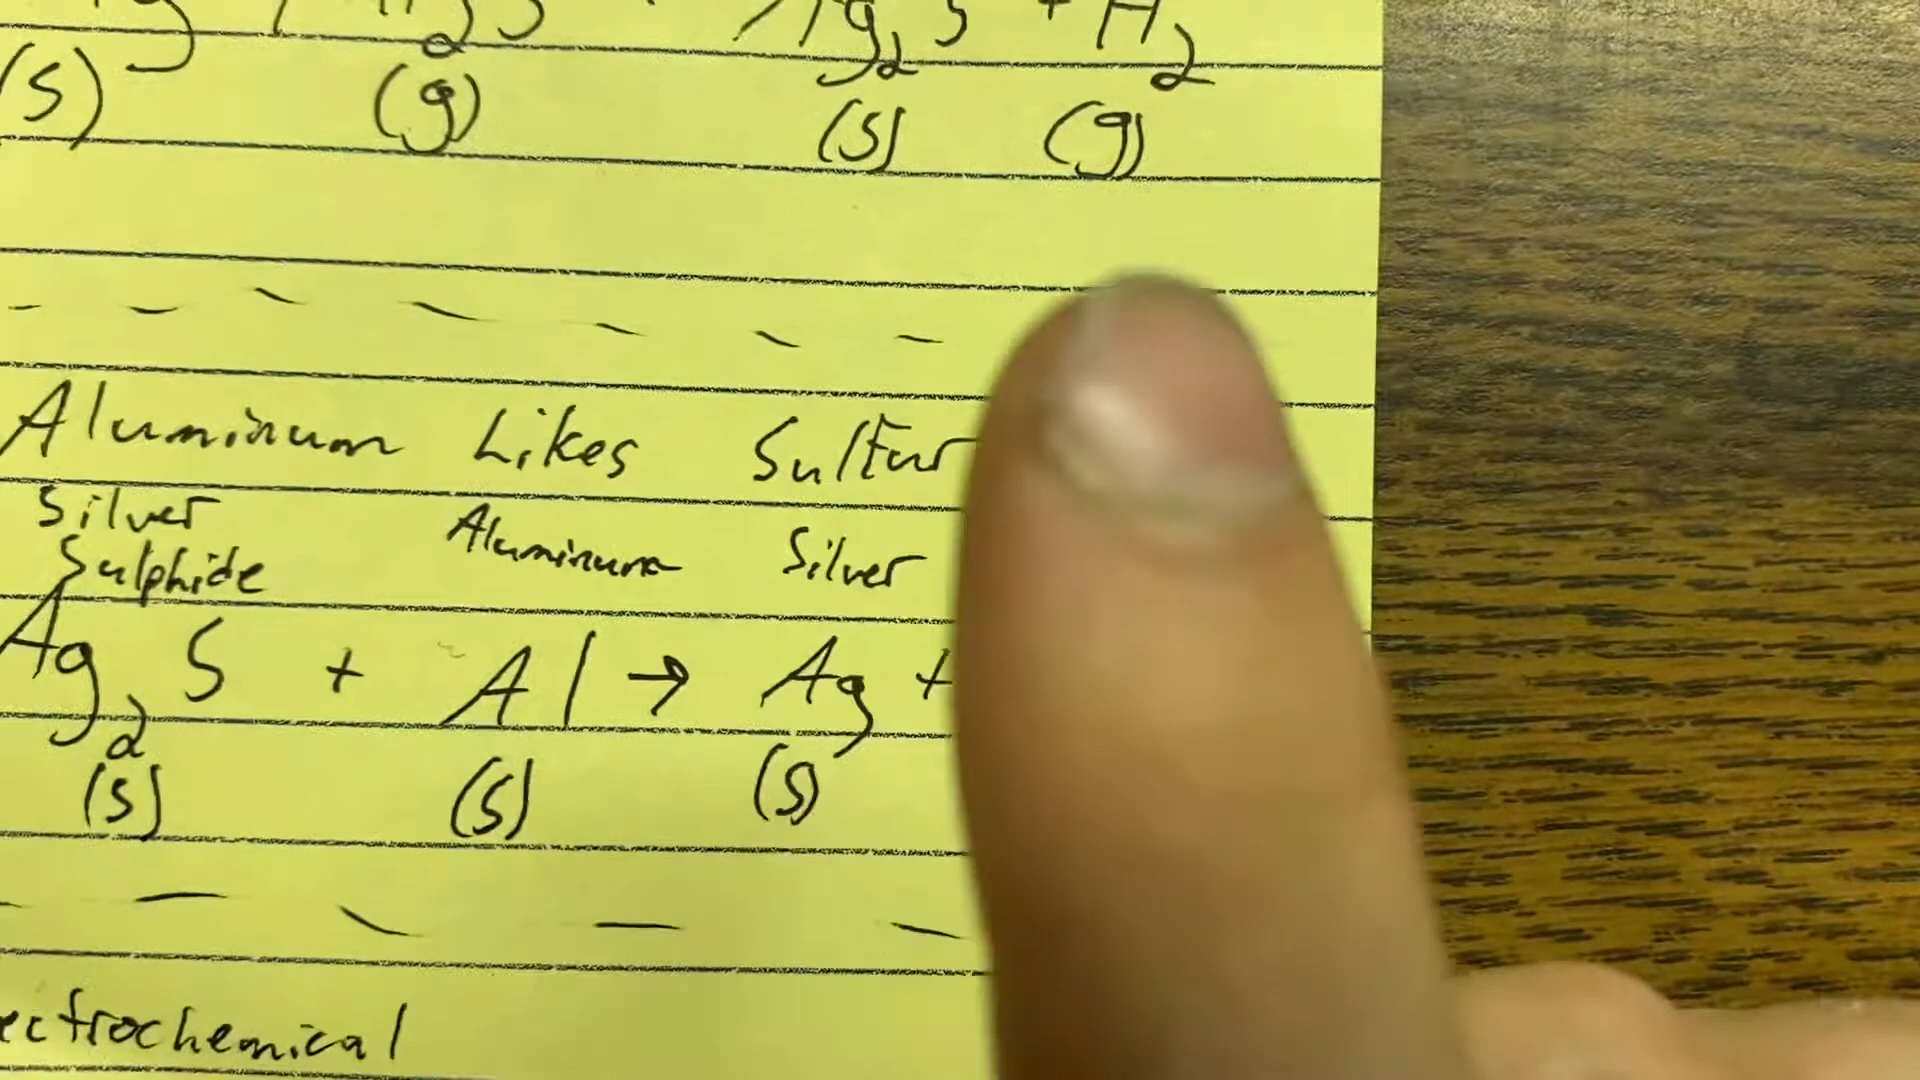 Ag2S + H2
(s) (g) (s) (g)
Aluminum Likes Sulfur
Silver Sulphide Aluminum Silver
Ag2S + Al → Ag +
(s) (s) (s)
ectrochemical